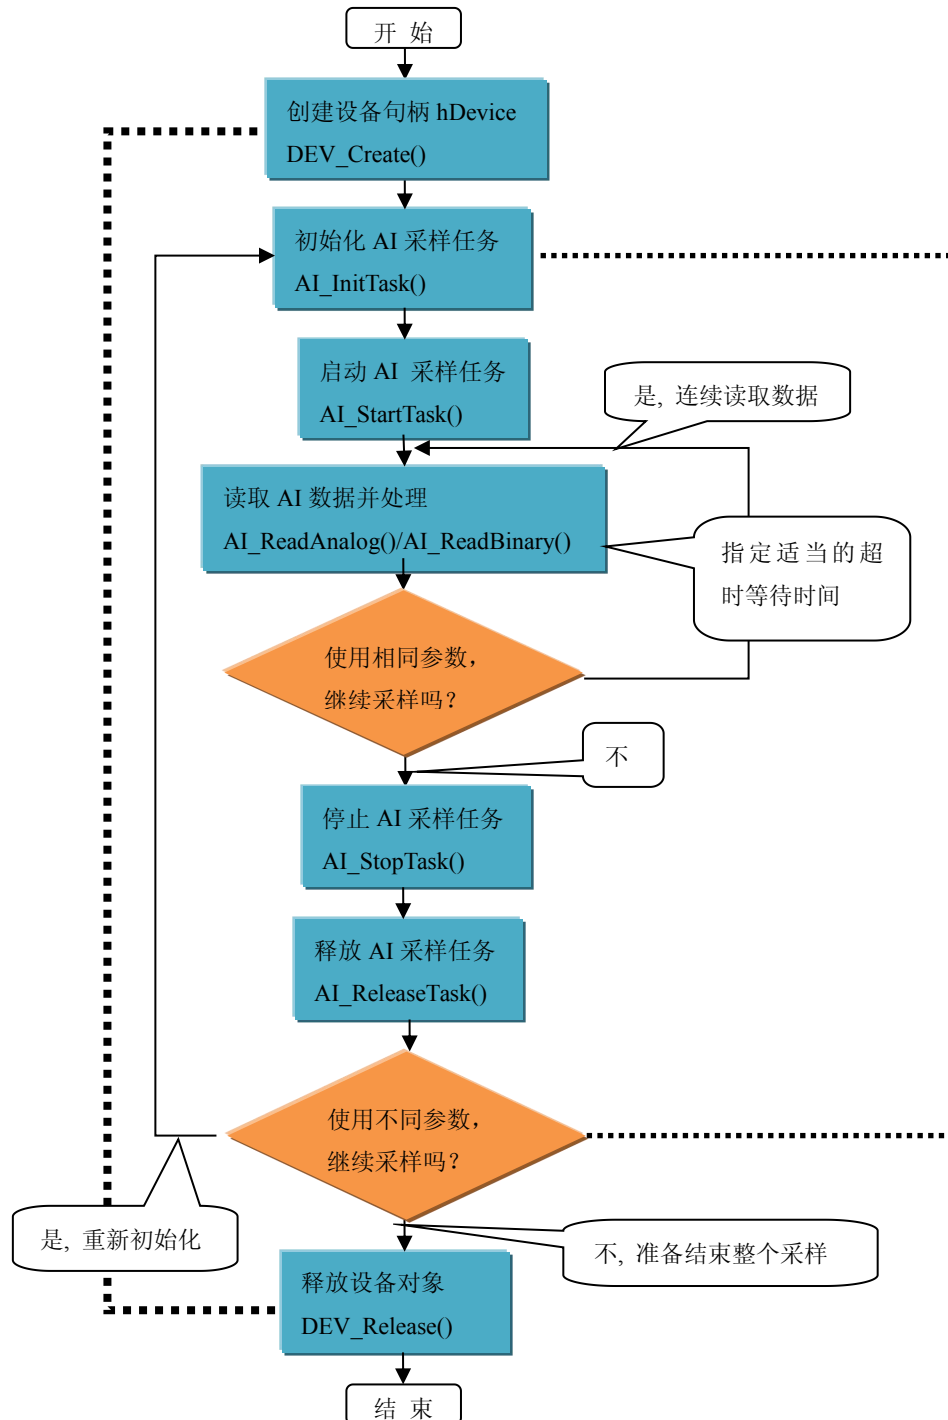 开 始
创建设备句柄 hDevice
DEV_Create()
初始化 AI 采样任务
AI_InitTask()
启动 AI 采样任务
AI_StartTask()
是, 连续读取数据
读取 AI 数据并处理
AI_ReadAnalog()/AI_ReadBinary()
指定适当的超
时等待时间
使用相同参数，
继续采样吗？
不
停止 AI 采样任务
AI_StopTask()
释放 AI 采样任务
AI_ReleaseTask()
使用不同参数，
继续采样吗？
是, 重新初始化
不, 准备结束整个采样
释放设备对象
DEV_Release()
结 束